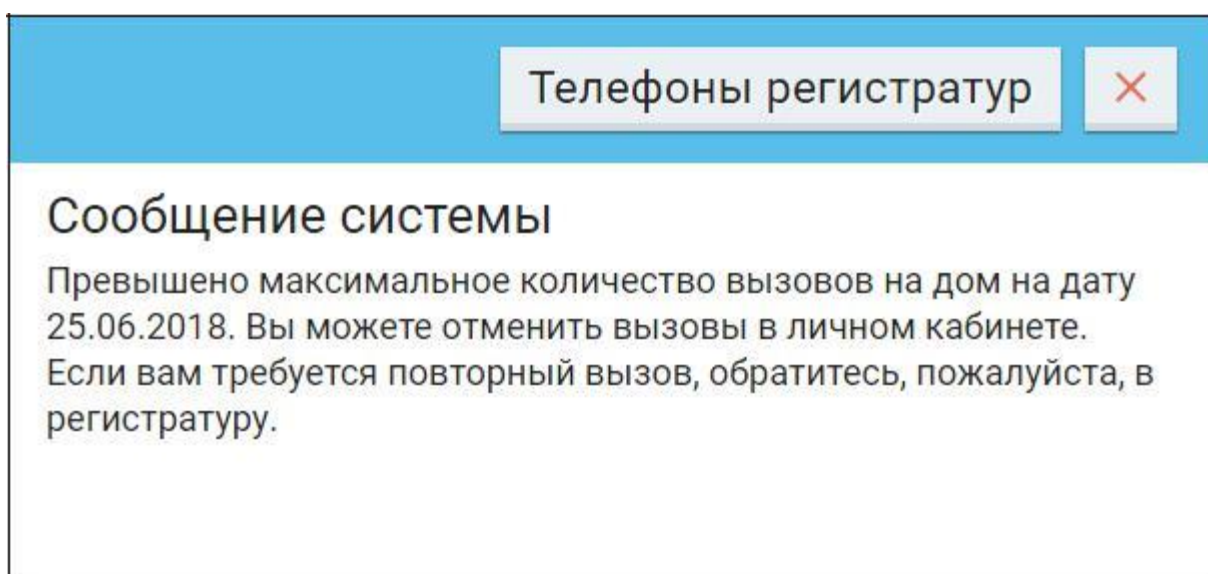 Телефоны регистратур
Сообщение системы
Превышено максимальное количество вызовов на дом на дату
25.06.2018. Вы можете отменить вызовы в личном кабинете.
Если вам требуется повторный вызов, обратитесь, пожалуйста, в
регистратуру.